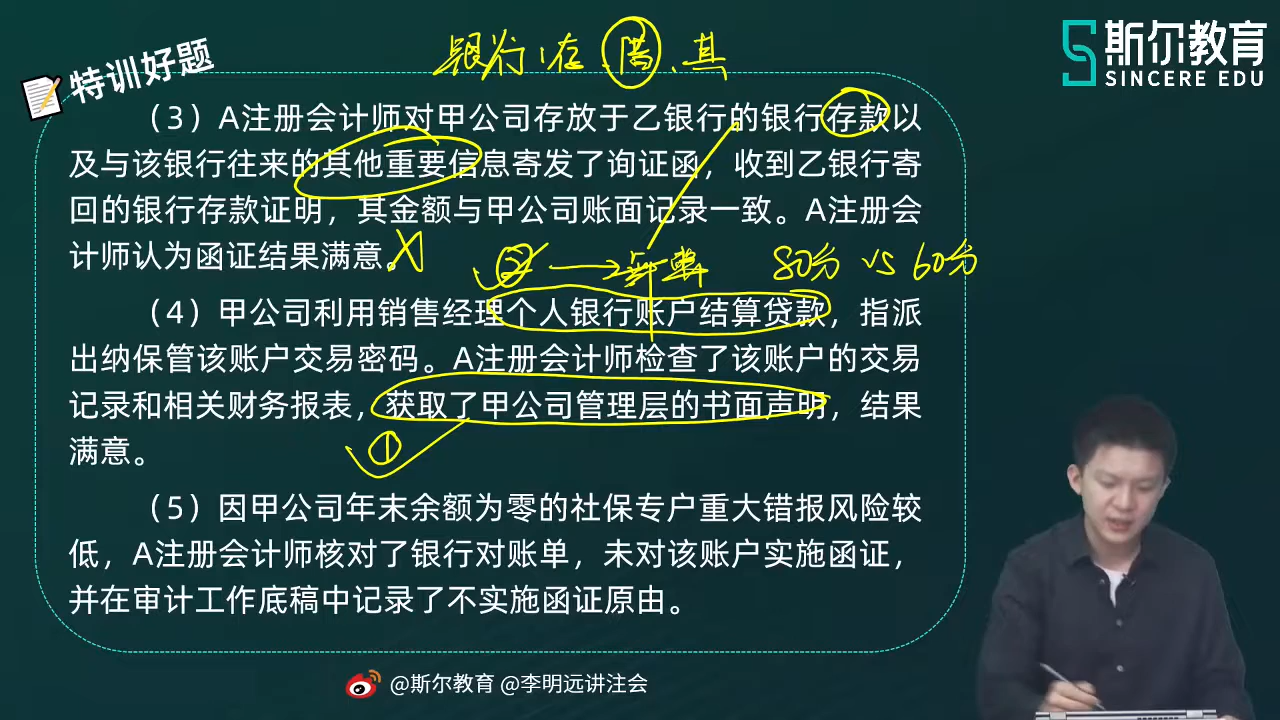 银行:存、借、其
特训好题
斯尔教育
SINCERE EDU
（3）A注册会计师对甲公司存放于乙银行的银行存款以
及与该银行往来的其他重要信息寄发了询证函，收到乙银行寄
回的银行存款证明，其金额与甲公司账面记录一致。A注册会
计师认为函证结果满意。
80分 vs 60分
（4）甲公司利用销售经理个人银行账户结算贷款，指派
出纳保管该账户交易密码。A注册会计师检查了该账户的交易
记录和相关财务报表，获取了甲公司管理层的书面声明，结果
满意。
①
（5）因甲公司年末余额为零的社保专户重大错报风险较
低，A注册会计师核对了银行对账单，未对该账户实施函证，
并在审计工作底稿中记录了不实施函证原由。
@斯尔教育 @李明远讲注会